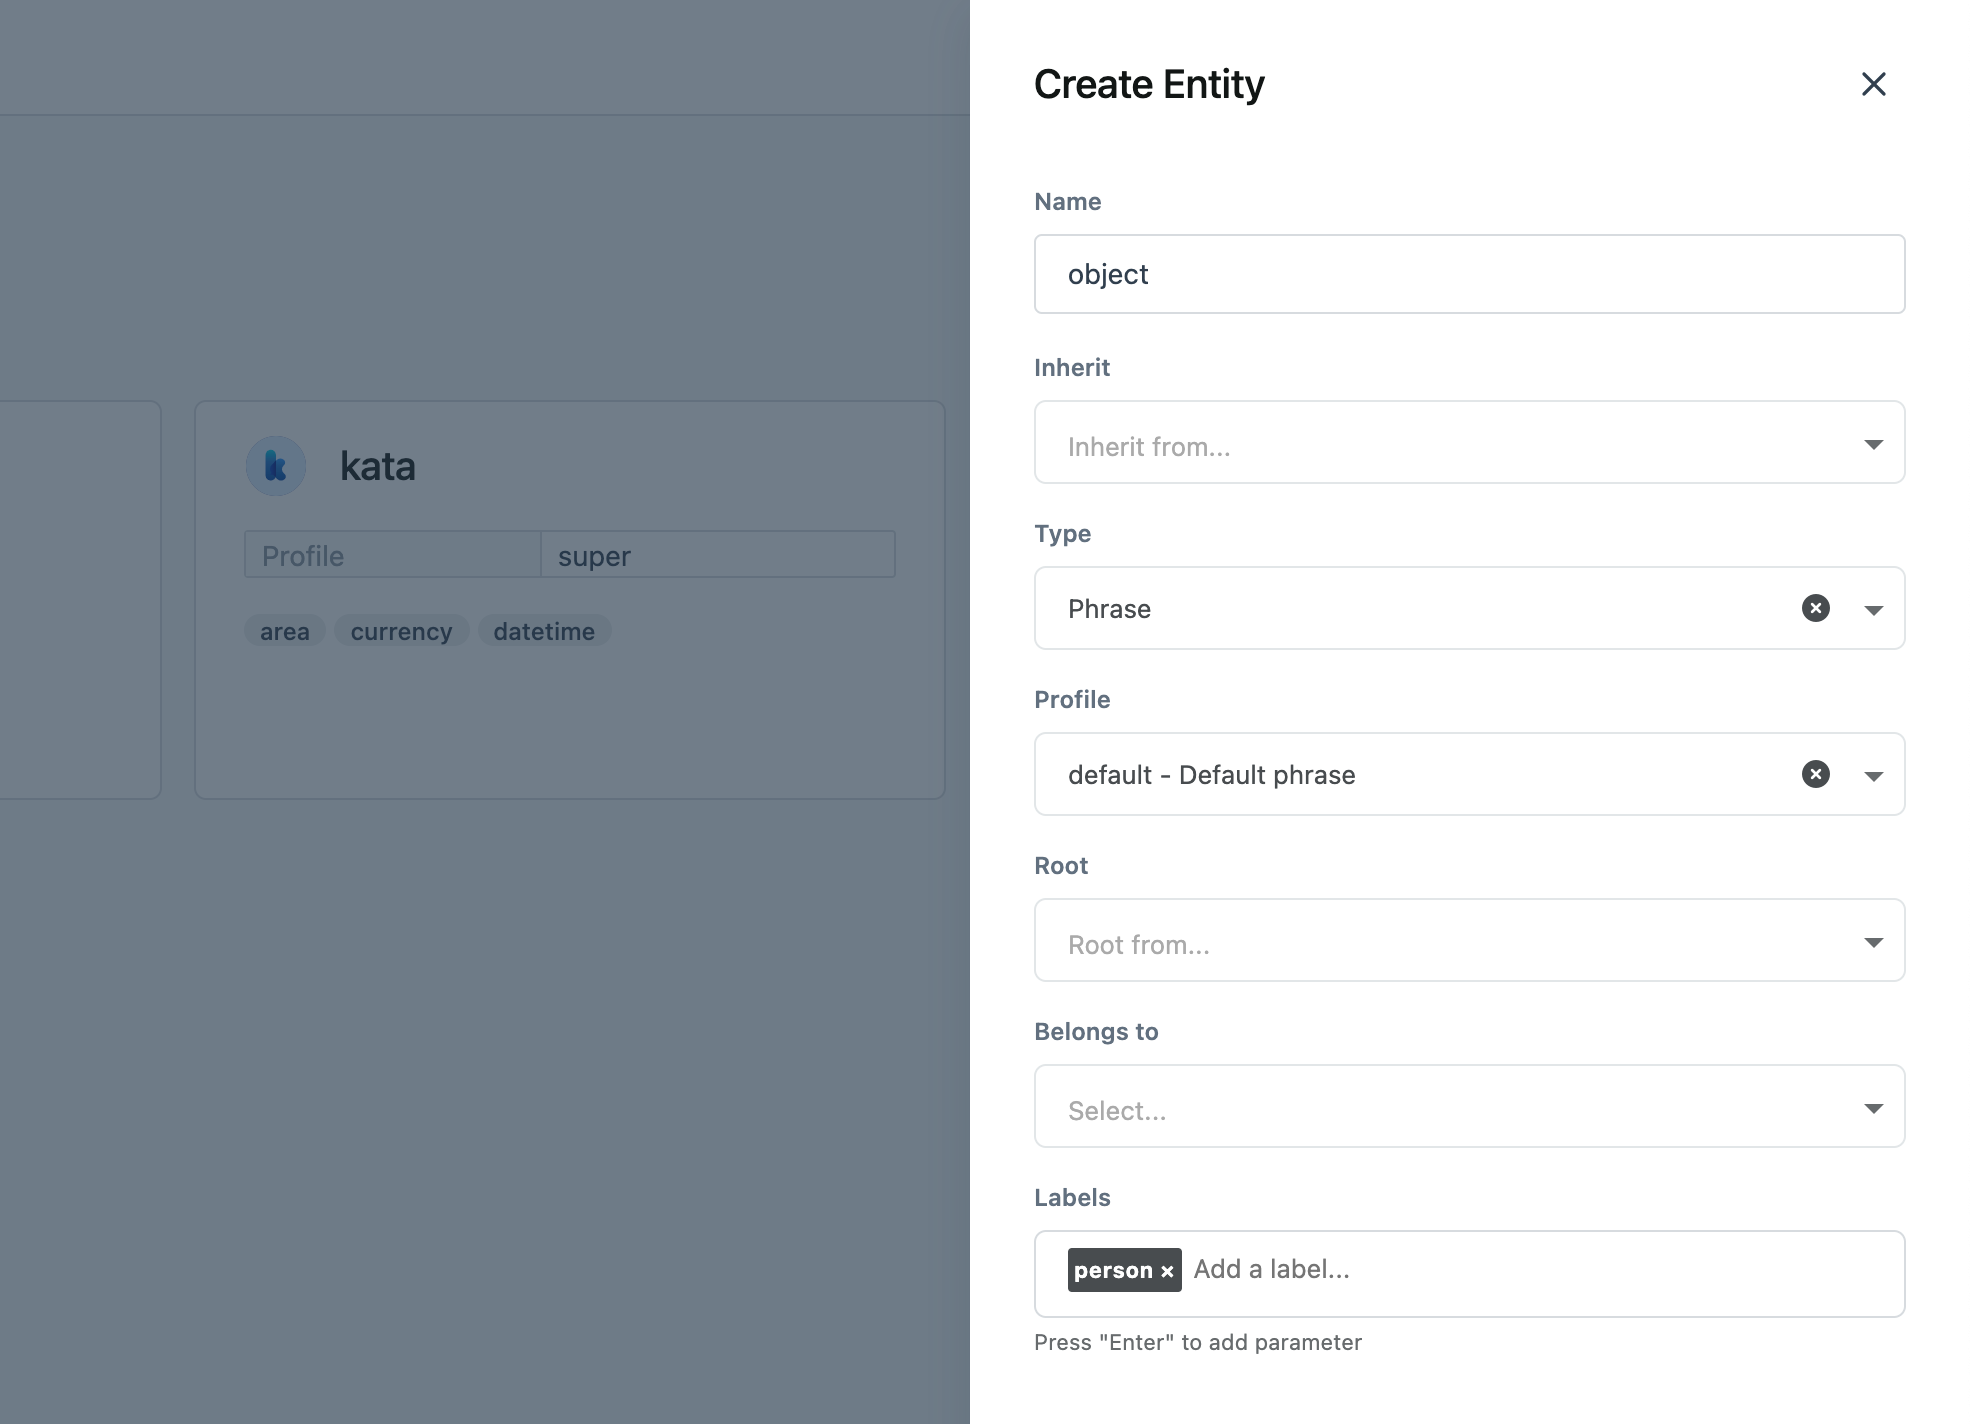 kata
Profile super
area currency datetime
Create Entity
Name
object
Inherit
Inherit from...
Type
Phrase
Profile
default - Default phrase
Root
Root from...
Belongs to
Select...
Labels
person × Add a label...
Press "Enter" to add parameter